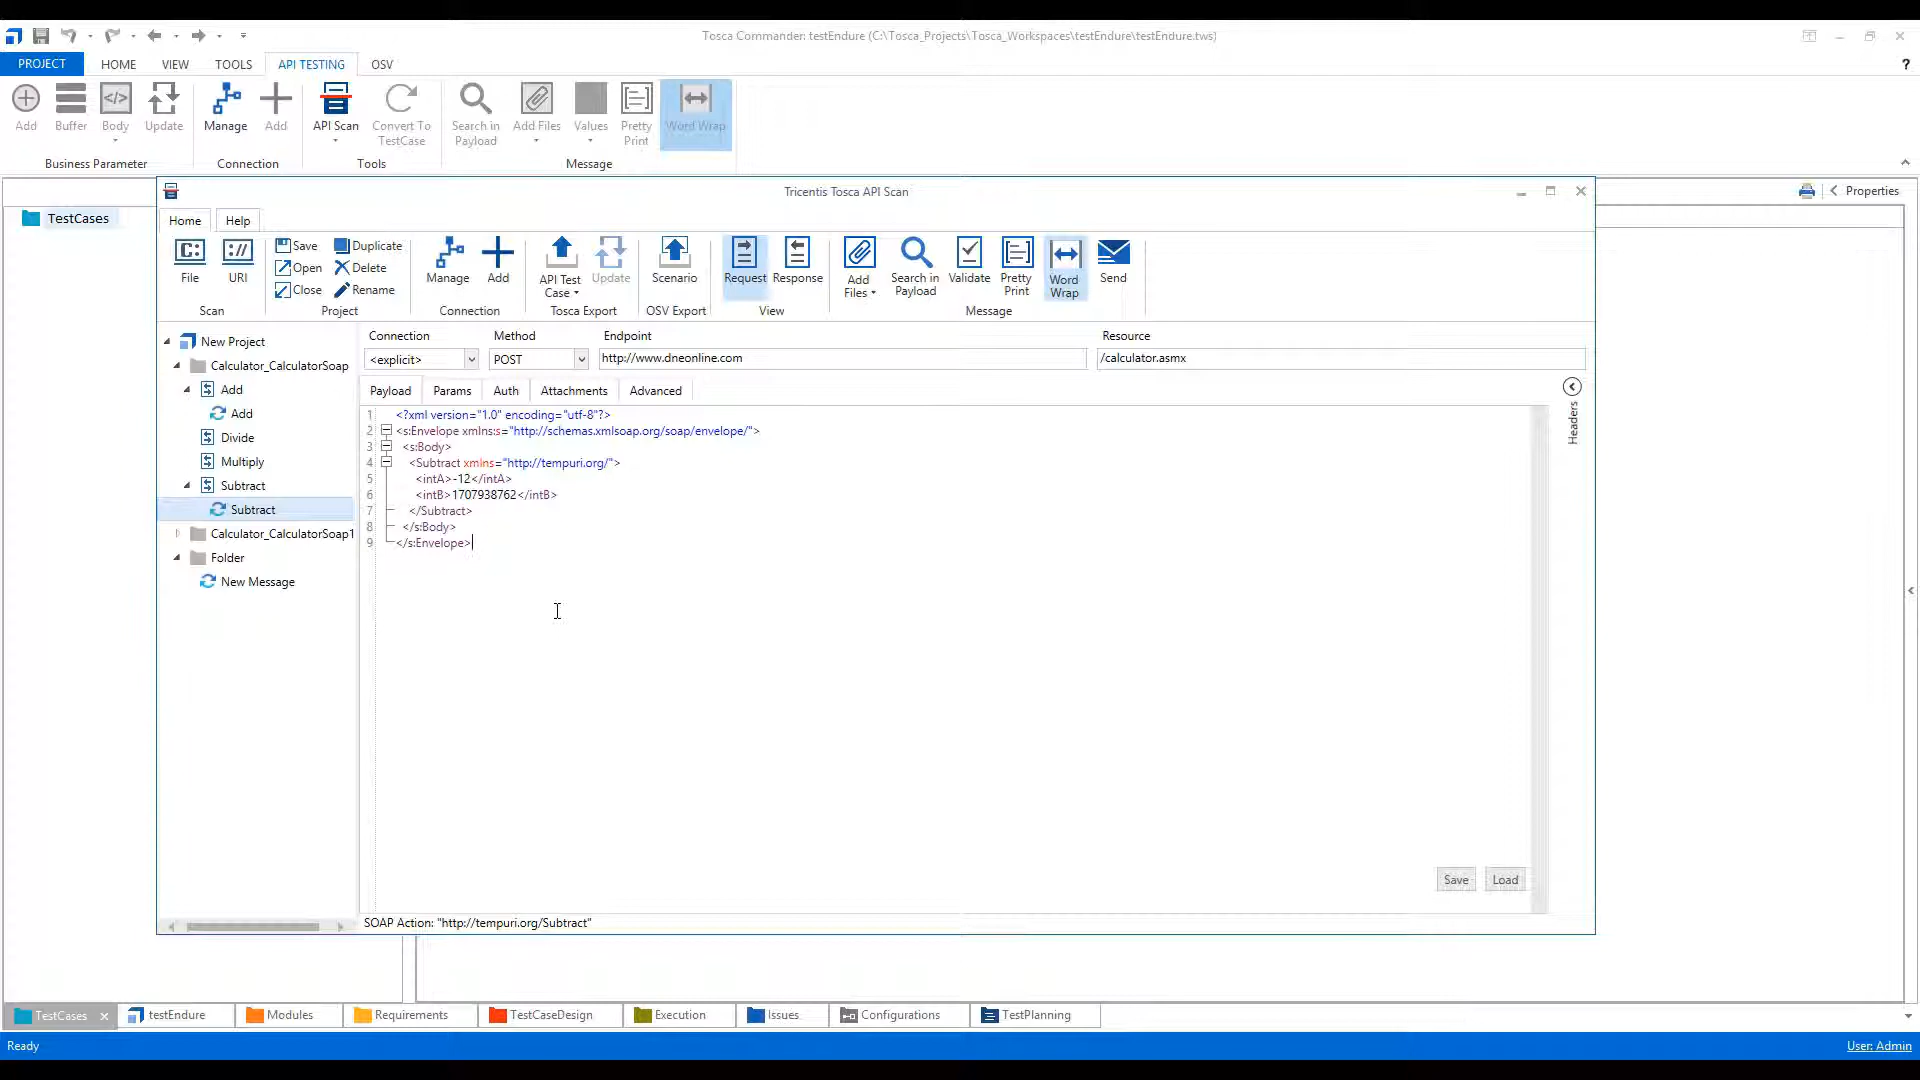 Tosca Commander: testEndure (C:\Tosca_Projects\Tosca_Workspaces\testEndure\testEndure.tws)
PROJECT HOME VIEW TOOLS API TESTING OSV ?
Add Buffer Body Update Manage Add API Scan Convert To TestCase Search in Payload Add Files Values Pretty Print Word Wrap
Business Parameter Connection Tools Message
Tricentis Tosca API Scan
TestCases
Properties
Home Help
File URI
Save Duplicate
Open Delete
Close Rename
Manage Add API Test Case Update Scenario Request Response Add Files Search in Payload Validate Pretty Print Word Wrap Send
Scan Project Connection Tosca Export OSV Export View Message
New Project
Calculator_CalculatorSoap
Add
Add
Divide
Multiply
Subtract
Subtract
Calculator_CalculatorSoap1
Folder
New Message
Connection Method Endpoint Resource
<explicit> POST http://www.dneonline.com /calculator.asmx
Payload Params Auth Attachments Advanced
Headers
1 <?xml version="1.0" encoding="utf-8"?>
2 <s:Envelope xmlns:s="http://schemas.xmlsoap.org/soap/envelope/">
3 <s:Body>
4 <Subtract xmlns="http://tempuri.org/">
5 <intA>-12</intA>
6 <intB>1707938762</intB>
7 </Subtract>
8 </s:Body>
9 </s:Envelope>
Save Load
SOAP Action: "http://tempuri.org/Subtract"
TestCases testEndure Modules Requirements TestCaseDesign Execution Issues Configurations TestPlanning
Ready User: Admin